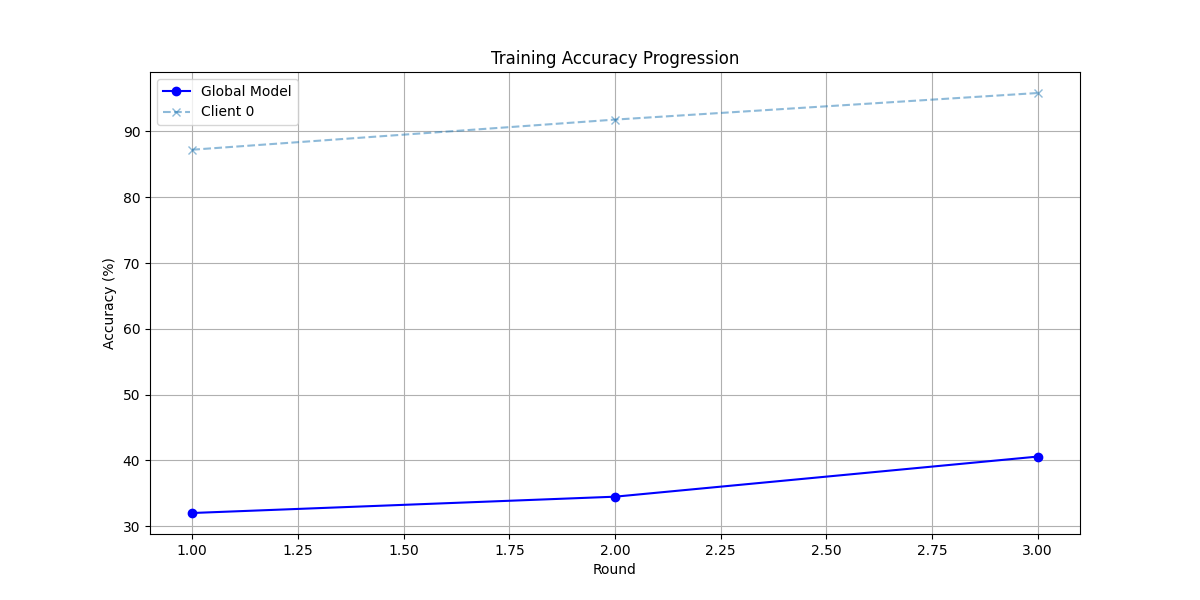 Training Accuracy Progression
Global Model
Client 0
Accuracy (%)
90
80
70
60
50
40
30
1.00 1.25 1.50 1.75 2.00 2.25 2.50 2.75 3.00
Round